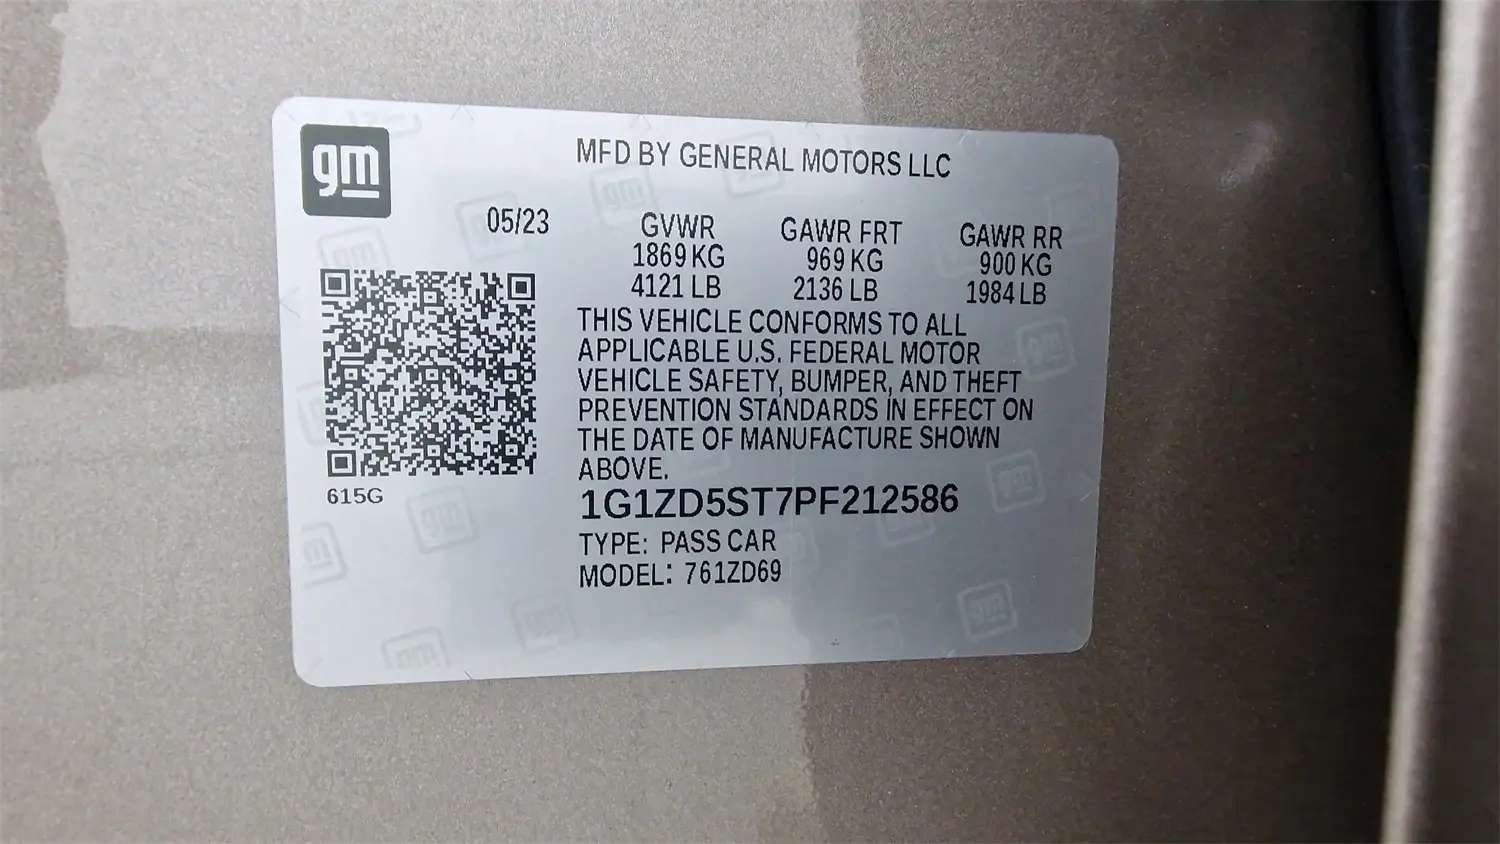 gm
MFD BY GENERAL MOTORS LLC
05/23 GVWR GAWR FRT GAWR RR
1869 KG 969 KG 900 KG
4121 LB 2136 LB 1984 LB
THIS VEHICLE CONFORMS TO ALL
APPLICABLE U.S. FEDERAL MOTOR
VEHICLE SAFETY, BUMPER, AND THEFT
PREVENTION STANDARDS IN EFFECT ON
THE DATE OF MANUFACTURE SHOWN
ABOVE.
615G
1G1ZD5ST7PF212586
TYPE: PASS CAR
MODEL: 761ZD69